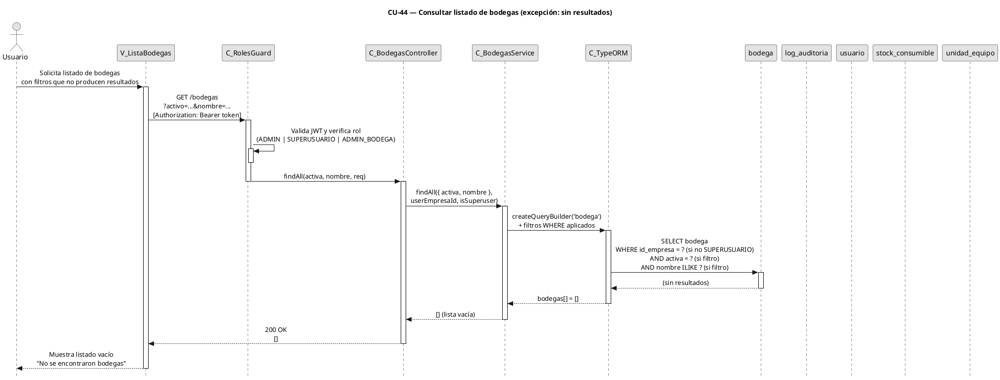 CU-44 — Consultar listado de bodegas (excepción: sin resultados)
Usuario
V_ListaBodegas
C_RolesGuard
C_BodegasController
C_BodegasService
C_TypeORM
bodega
log_auditoria
usuario
stock_consumible
unidad_equipo
Solicita listado de bodegas
con filtros que no producen resultados
GET /bodegas
?activo=...&nombre=...
[Authorization: Bearer token]
Valida JWT y verifica rol
(ADMIN | SUPERUSUARIO | ADMIN_BODEGA)
findAll(activa, nombre, req)
findAll({ activa, nombre },
userEmpresaId, isSuperuser)
createQueryBuilder('bodega')
+ filtros WHERE aplicados
SELECT bodega
WHERE id_empresa = ? (si no SUPERUSUARIO)
AND activa = ? (si filtro)
AND nombre ILIKE ? (si filtro)
(sin resultados)
bodegas[] = []
[] (lista vacía)
200 OK
[]
Muestra listado vacío
"No se encontraron bodegas"